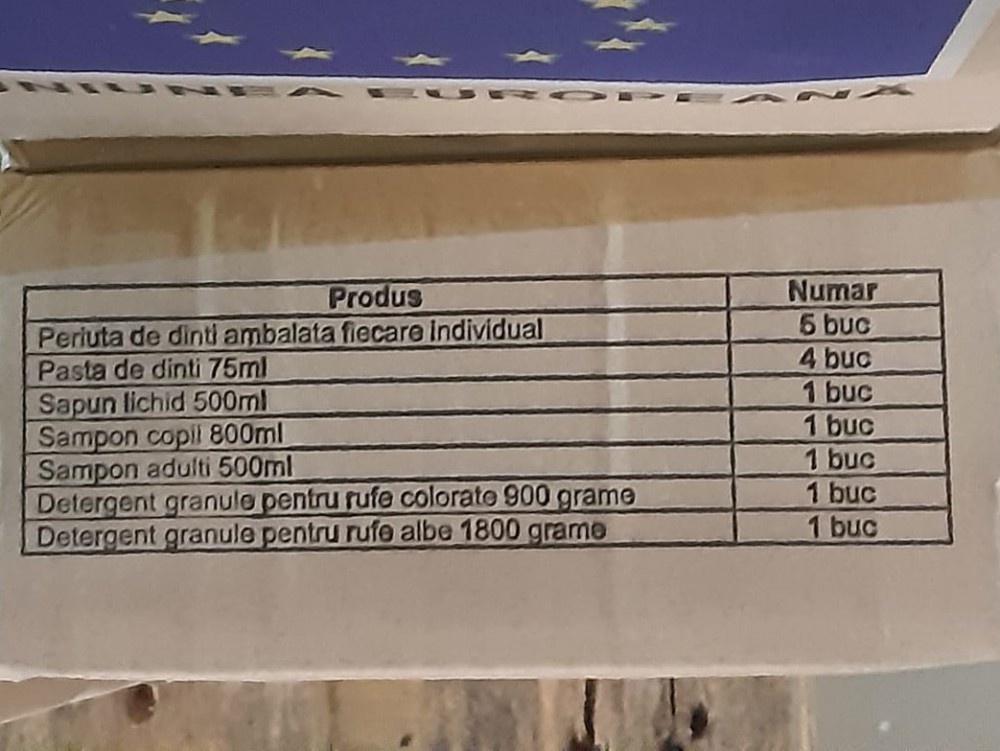 UNIUNEA EUROPEANĂ
Produs Numar
Periuta de dinti ambalata fiecare individual 5 buc
Pasta de dinti 75ml 4 buc
Sapun lichid 500ml 1 buc
Sampon copii 800ml 1 buc
Sampon adulti 500ml 1 buc
Detergent granule pentru rufe colorate 900 grame 1 buc
Detergent granule pentru rufe albe 1800 grame 1 buc